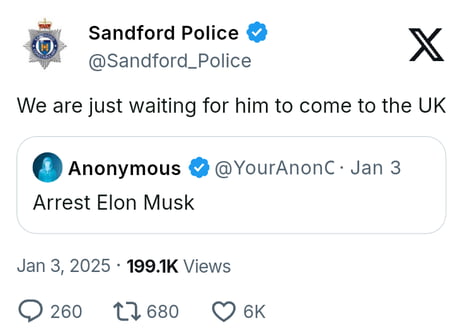 Sandford Police
@Sandford_Police
We are just waiting for him to come to the UK
Anonymous @YourAnonC · Jan 3
Arrest Elon Musk
Jan 3, 2025 · 199.1K Views
260 680 6K